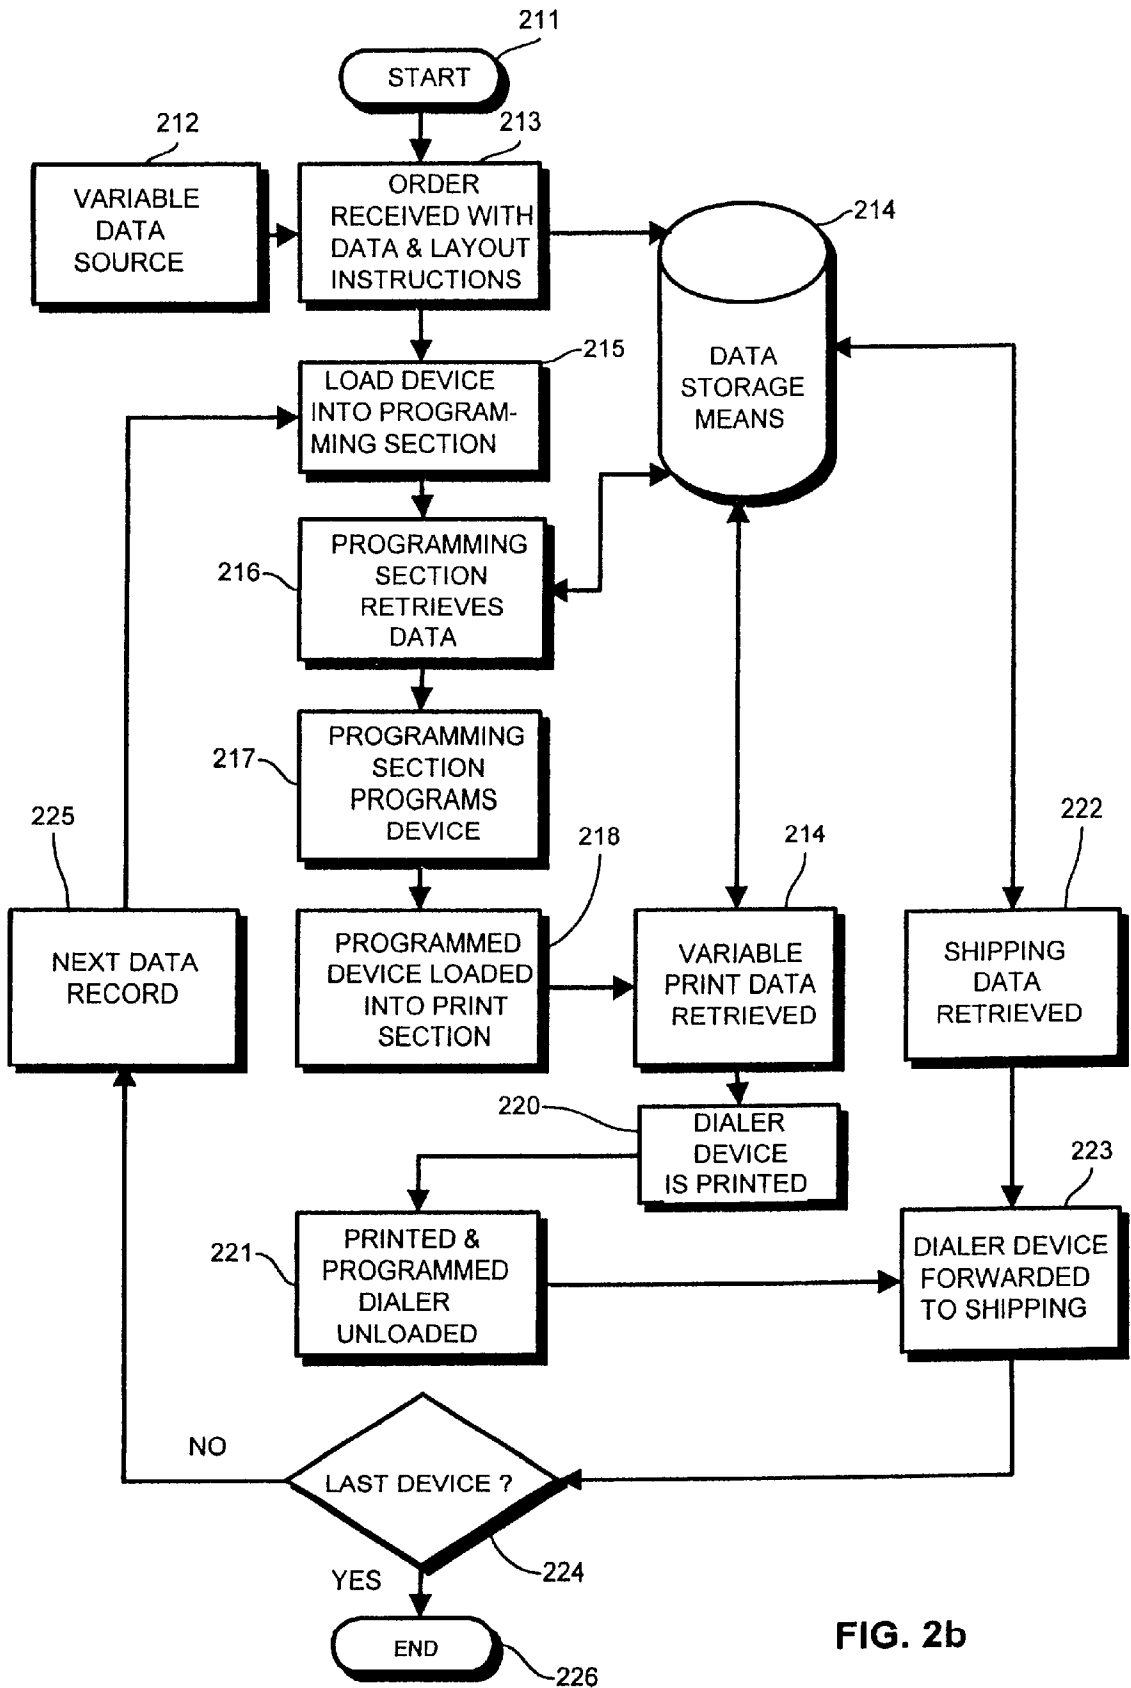 211
START
212
213
VARIABLE
DATA
SOURCE
ORDER
RECEIVED WITH
DATA & LAYOUT
INSTRUCTIONS
214
DATA
STORAGE
MEANS
215
LOAD DEVICE
INTO PROGRAM-
MING SECTION
216
PROGRAMMING
SECTION
RETRIEVES
DATA
217
PROGRAMMING
SECTION
PROGRAMS
DEVICE
225
218
214
222
NEXT DATA
RECORD
PROGRAMMED
DEVICE LOADED
INTO PRINT
SECTION
VARIABLE
PRINT DATA
RETRIEVED
SHIPPING
DATA
RETRIEVED
220
DIALER
DEVICE
IS PRINTED
223
221
PRINTED &
PROGRAMMED
DIALER
UNLOADED
DIALER DEVICE
FORWARDED
TO SHIPPING
NO
LAST DEVICE ?
224
YES
END
226
FIG. 2b